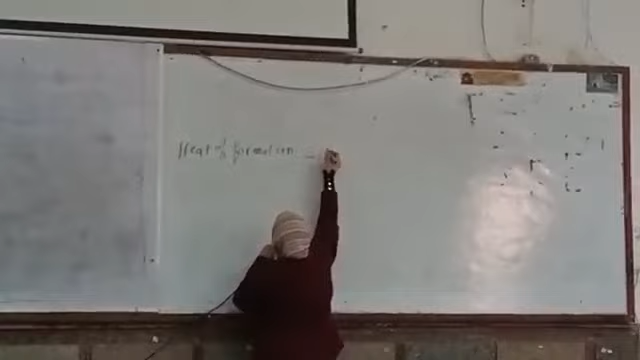 Heat of formation =